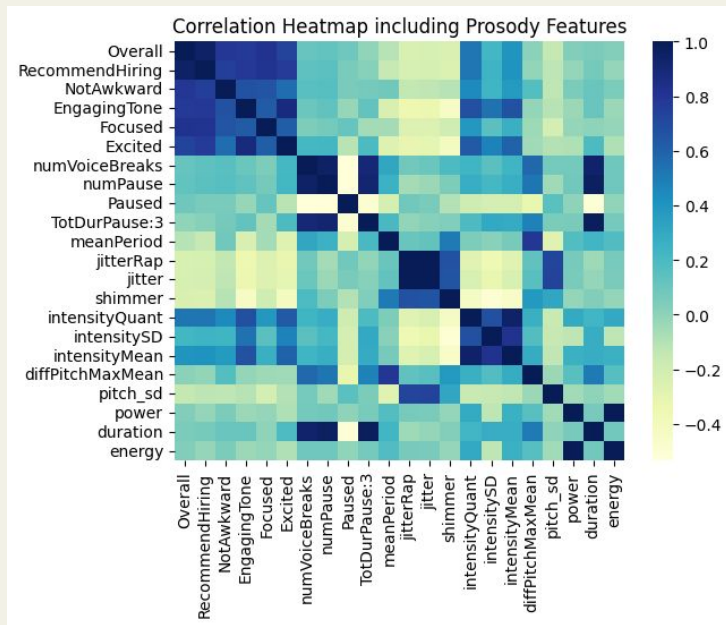 Correlation Heatmap including Prosody Features
Overall
RecommendHiring
NotAwkward
EngagingTone
Focused
Excited
numVoiceBreaks
numPause
Paused
TotDurPause:3
meanPeriod
jitterRap
jitter
shimmer
intensityQuant
intensitySD
intensityMean
diffPitchMaxMean
pitch_sd
power
duration
energy
Overall
RecommendHiring
NotAwkward
EngagingTone
Focused
Excited
numVoiceBreaks
numPause
Paused
TotDurPause:3
meanPeriod
jitterRap
jitter
shimmer
intensityQuant
intensitySD
intensityMean
diffPitchMaxMean
pitch_sd
power
duration
energy
1.0
0.8
0.6
0.4
0.2
0.0
−0.2
−0.4